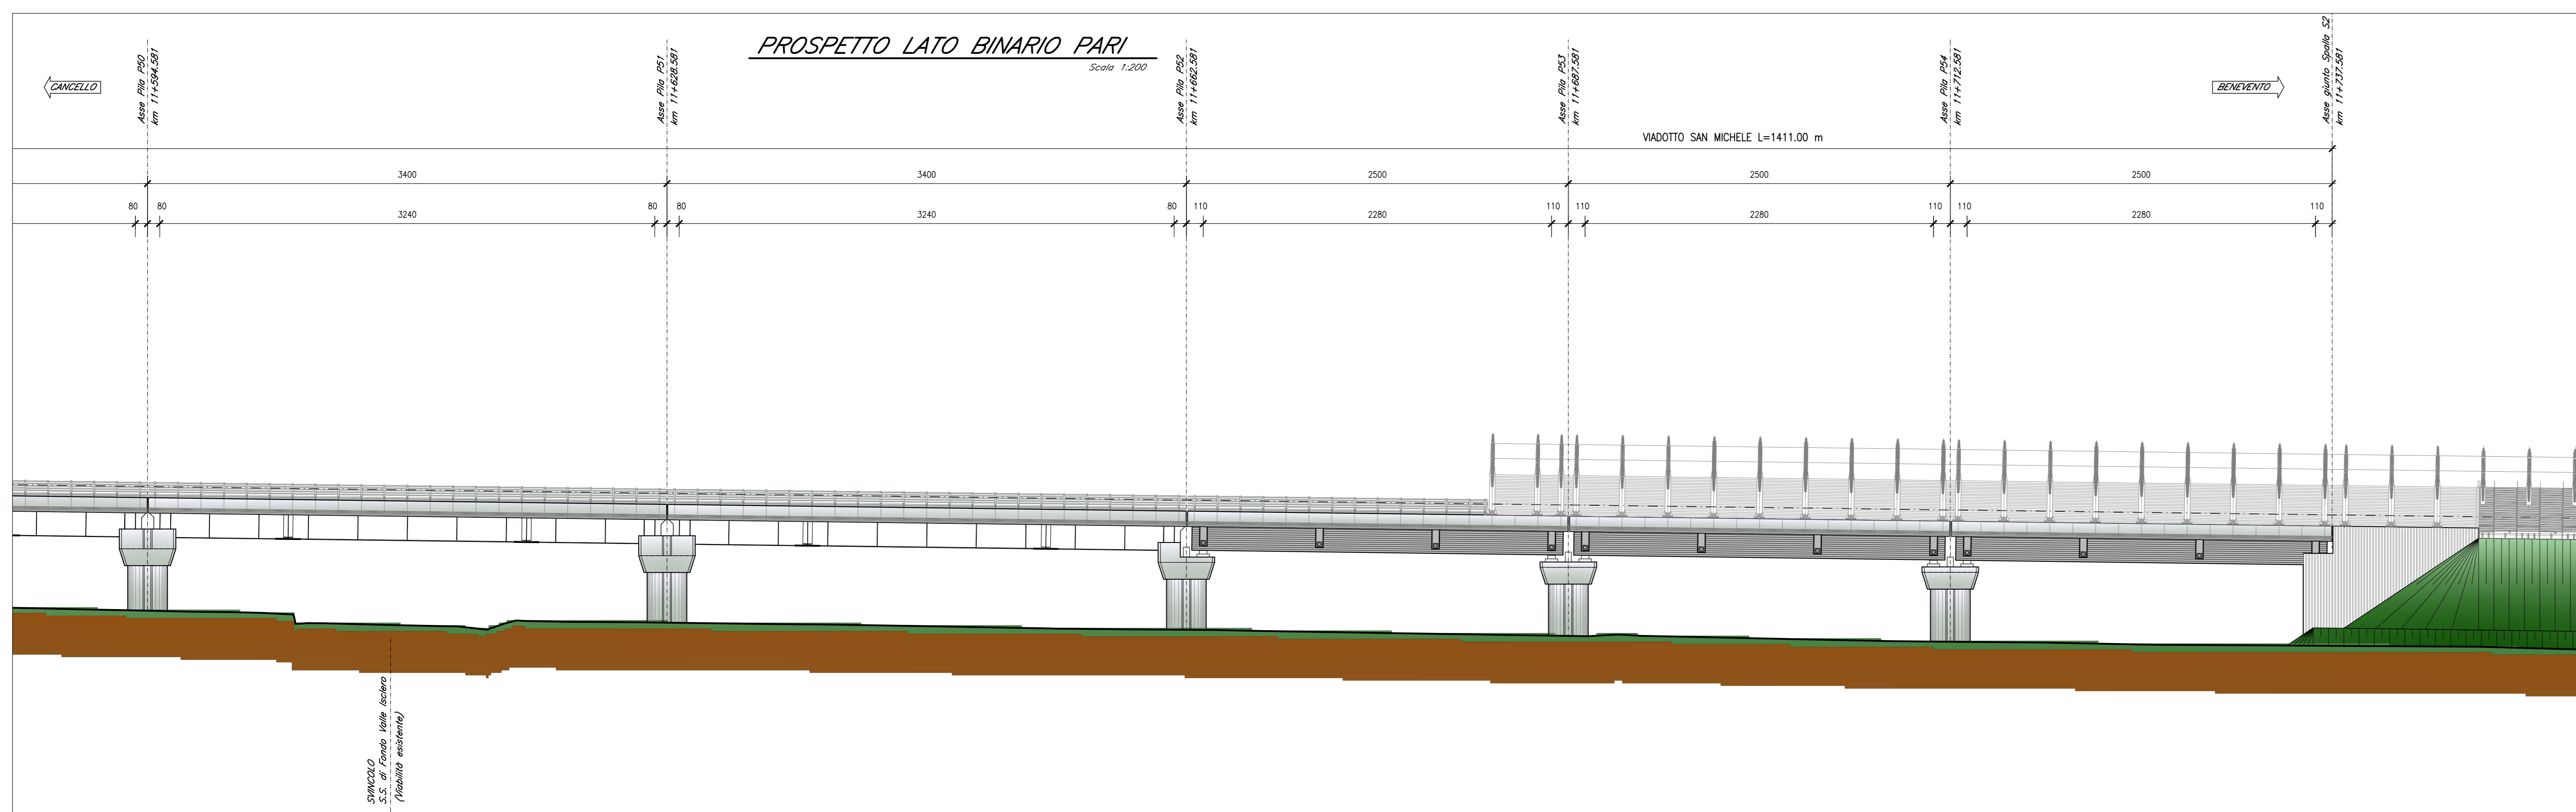 PROSPETTO LATO BINARIO PARI
Scala 1:200
CANCELLO
BENEVENTO
Asse Pila P50
km 11+594.581
Asse Pila P51
km 11+628.581
Asse Pila P52
km 11+662.581
Asse Pila P53
km 11+687.581
Asse Pila P54
km 11+712.581
Asse giunto Spalla S2
km 11+737.581
VIADOTTO SAN MICHELE L=1411.00 m
3400 3400 2500 2500 2500
80 80 80 80 80 110 110 110 110 110 110
3240 3240 2280 2280 2280
SVINCOLO
S.S. di Fondo Valle Isclero
(Viabilità esistente)